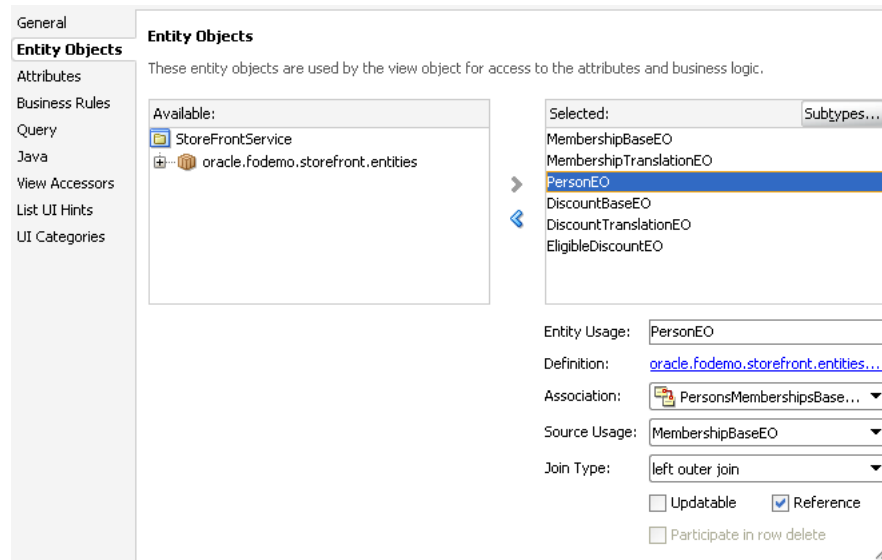 General
Entity Objects
Attributes
Business Rules
Query
Java
View Accessors
List UI Hints
UI Categories
Entity Objects
These entity objects are used by the view object for access to the attributes and business logic.
Available:
StoreFrontService
oracle.fodemo.storefront.entities
Selected:
Subtypes...
MembershipBaseEO
MembershipTranslationEO
PersonEO
DiscountBaseEO
DiscountTranslationEO
EligibleDiscountEO
Entity Usage: PersonEO
Definition: oracle.fodemo.storefront.entities...
Association: PersonsMembershipsBase...
Source Usage: MembershipBaseEO
Join Type: left outer join
Updatable Reference
Participate in row delete